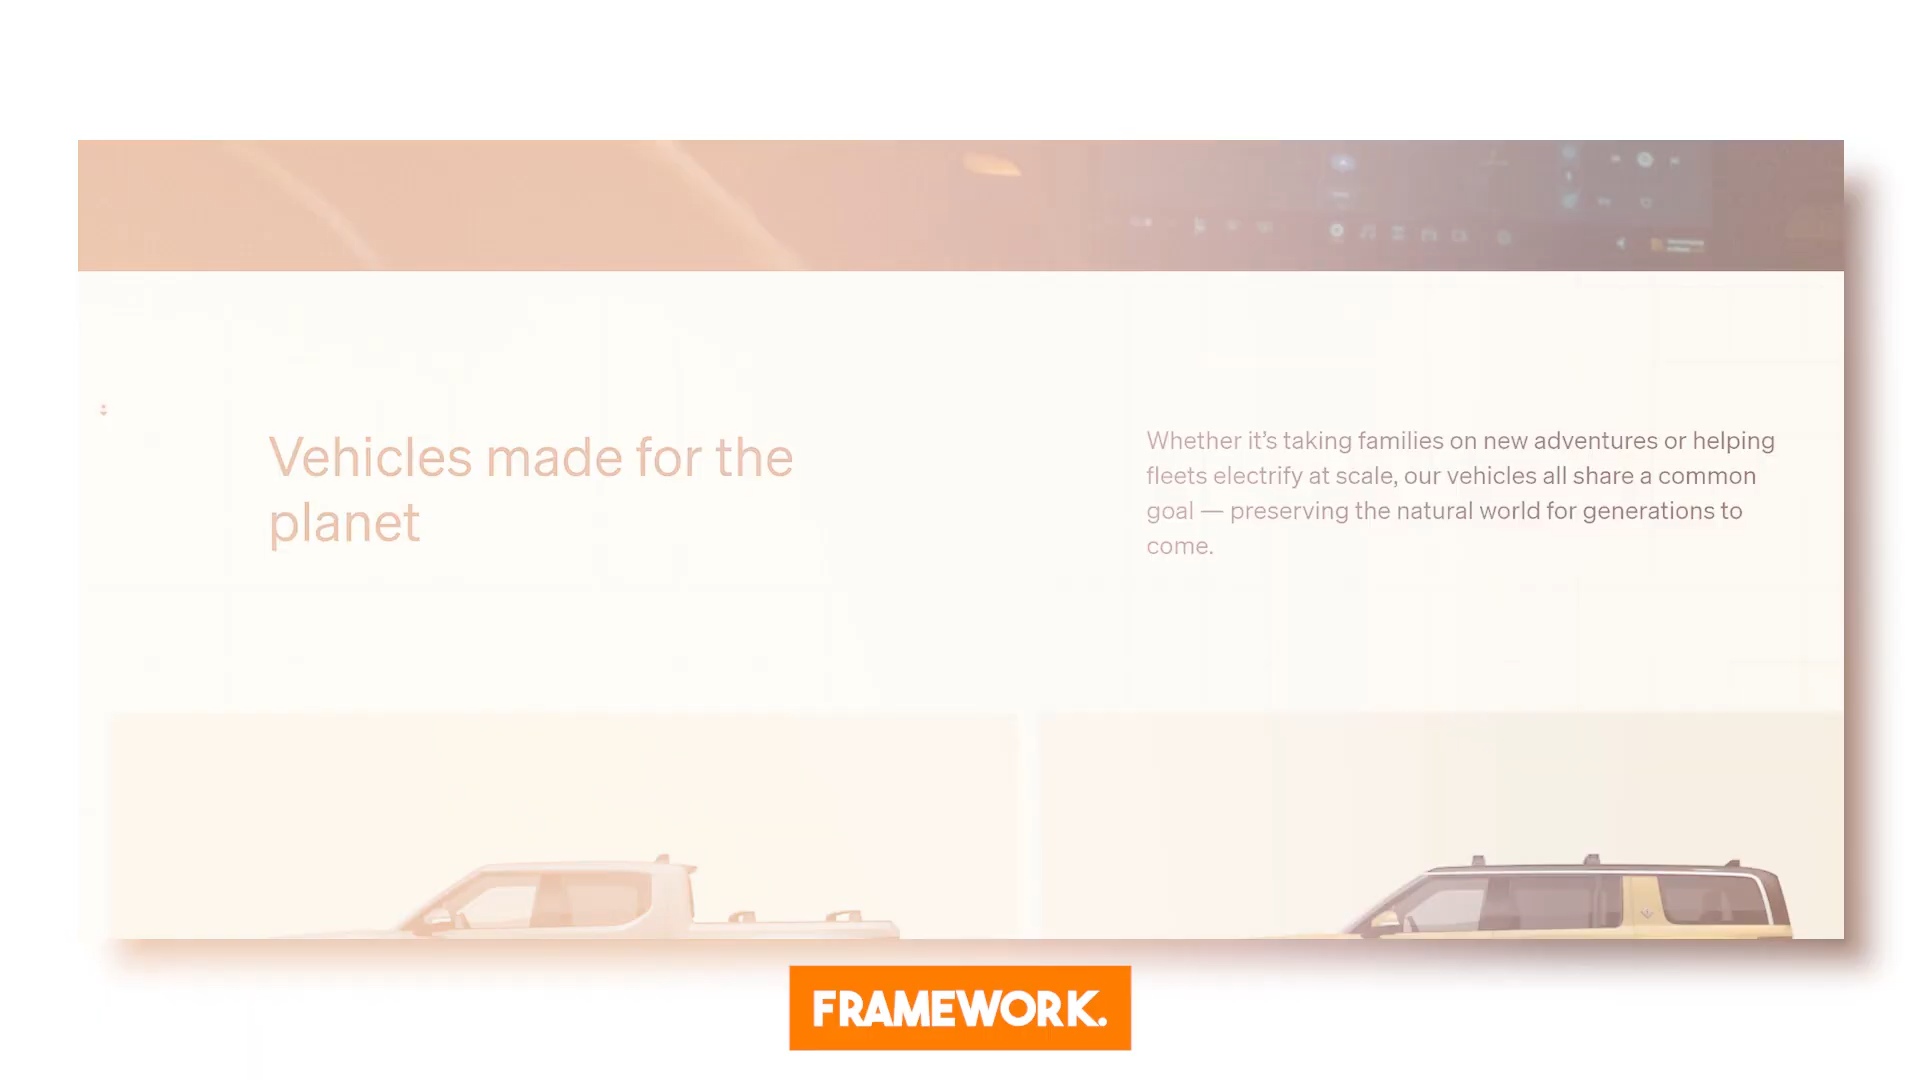 Vehicles made for the
planet
Whether it’s taking families on new adventures or helping
fleets electrify at scale, our vehicles all share a common
goal — preserving the natural world for generations to
come.
FRAMEWORK.